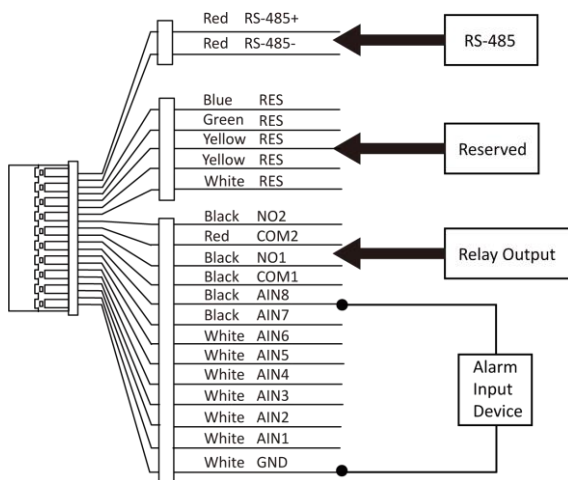 Red RS-485+
Red RS-485-
RS-485
Blue RES
Green RES
Yellow RES
Yellow RES
White RES
Reserved
Black NO2
Red COM2
Black NO1
Black COM1
Relay Output
Black AIN8
Black AIN7
White AIN6
White AIN5
White AIN4
White AIN3
White AIN2
White AIN1
White GND
Alarm
Input
Device